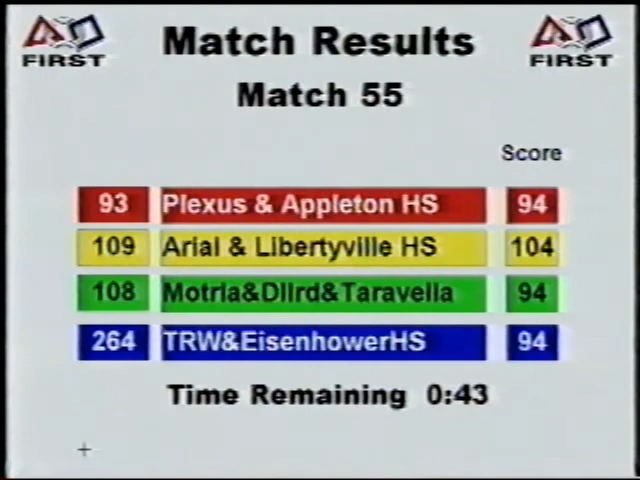 FIRST Match Results FIRST
Match 55
Score
93 Plexus & Appleton HS 94
109 Arial & Libertyville HS 104
108 Motrla&Dllrd&Taravella 94
264 TRW&EisenhowerHS 94
Time Remaining 0:43